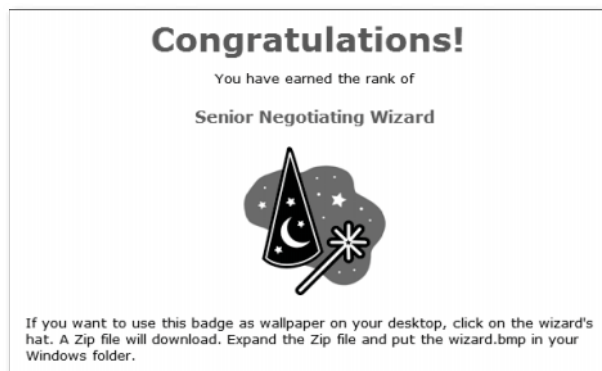 Congratulations!
You have earned the rank of
Senior Negotiating Wizard
If you want to use this badge as wallpaper on your desktop, click on the wizard's
hat. A Zip file will download. Expand the Zip file and put the wizard.bmp in your
Windows folder.